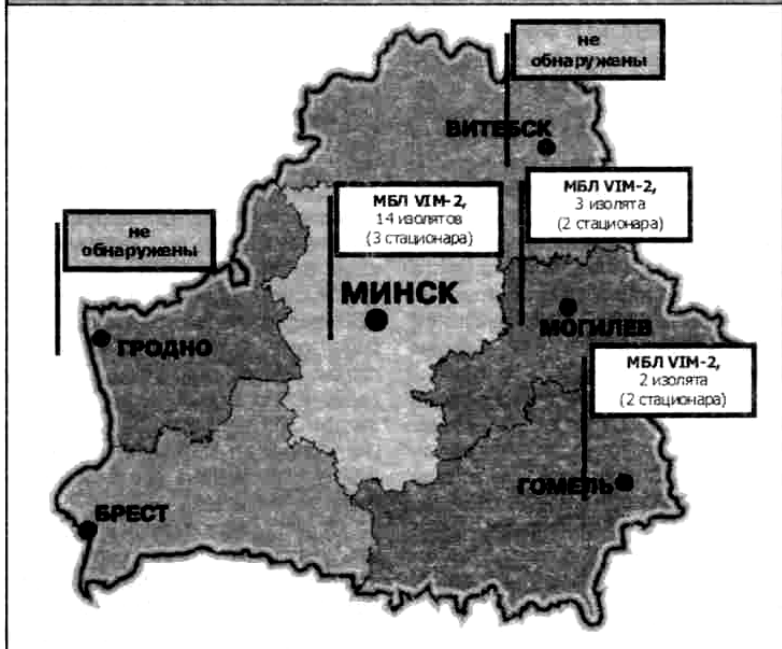 не
обнаружены
ВИТЕБСК
МБЛ VIM-2,
14 изолятов
(3 стационара)
МБЛ VIM-2,
3 изолята
(2 стационара)
не
обнаружены
МИНСК
МОГИЛЕВ
ГРОДНО
МБЛ VIM-2,
2 изолята
(2 стационара)
ГОМЕЛЬ
БРЕСТ